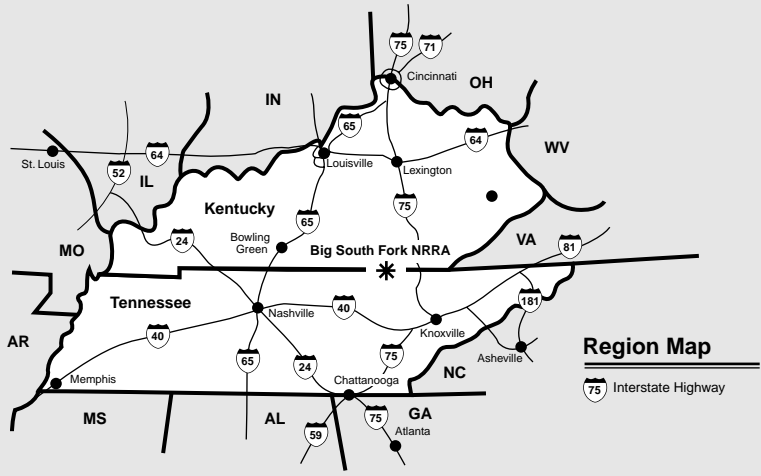 75
71
Cincinnati
OH
IN
65
64
64
St. Louis
52
IL
Louisville
Lexington
WV
Kentucky
75
65
24
Bowling
Green
MO
Big South Fork NRRA
VA
81
Tennessee
181
40
Nashville
40
Knoxville
AR
65
24
75
Asheville
Region Map
Memphis
Chattanooga
NC
75
Interstate Highway
MS
AL
59
75
GA
Atlanta